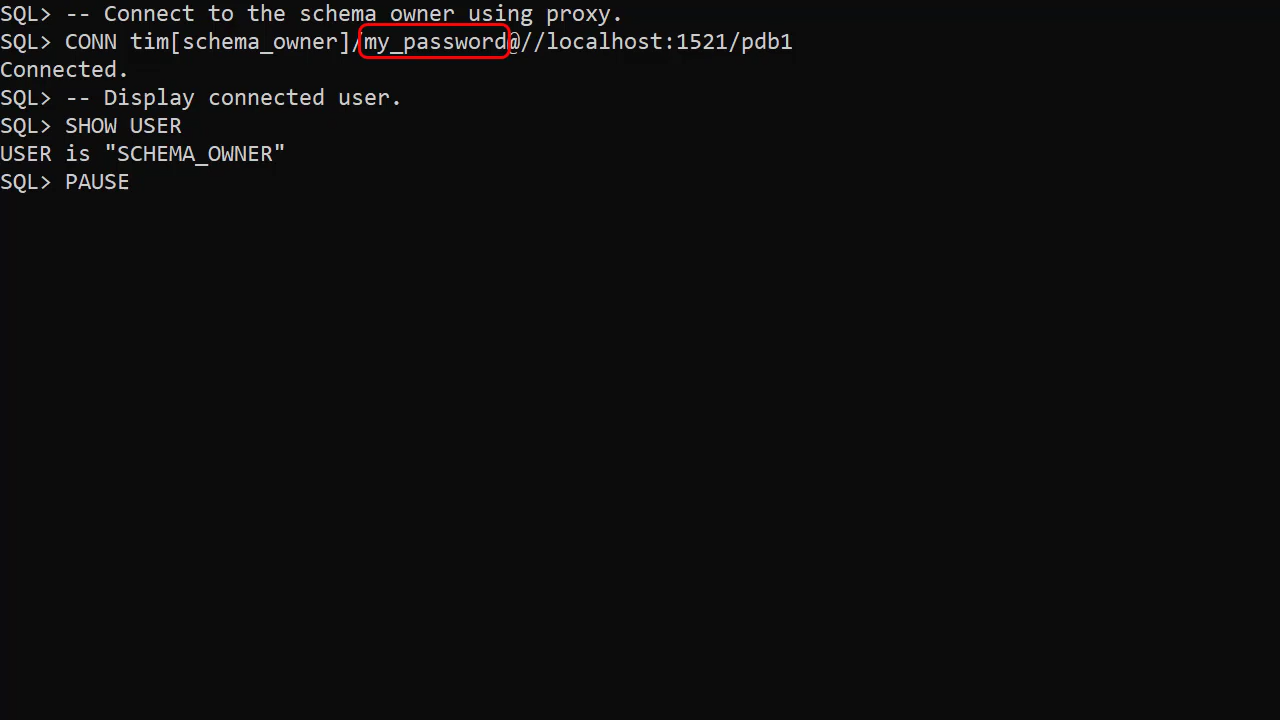 SQL> -- Connect to the schema owner using proxy.
SQL> CONN tim[schema_owner]/my_password@//localhost:1521/pdb1
Connected.
SQL> -- Display connected user.
SQL> SHOW USER
USER is "SCHEMA_OWNER"
SQL> PAUSE